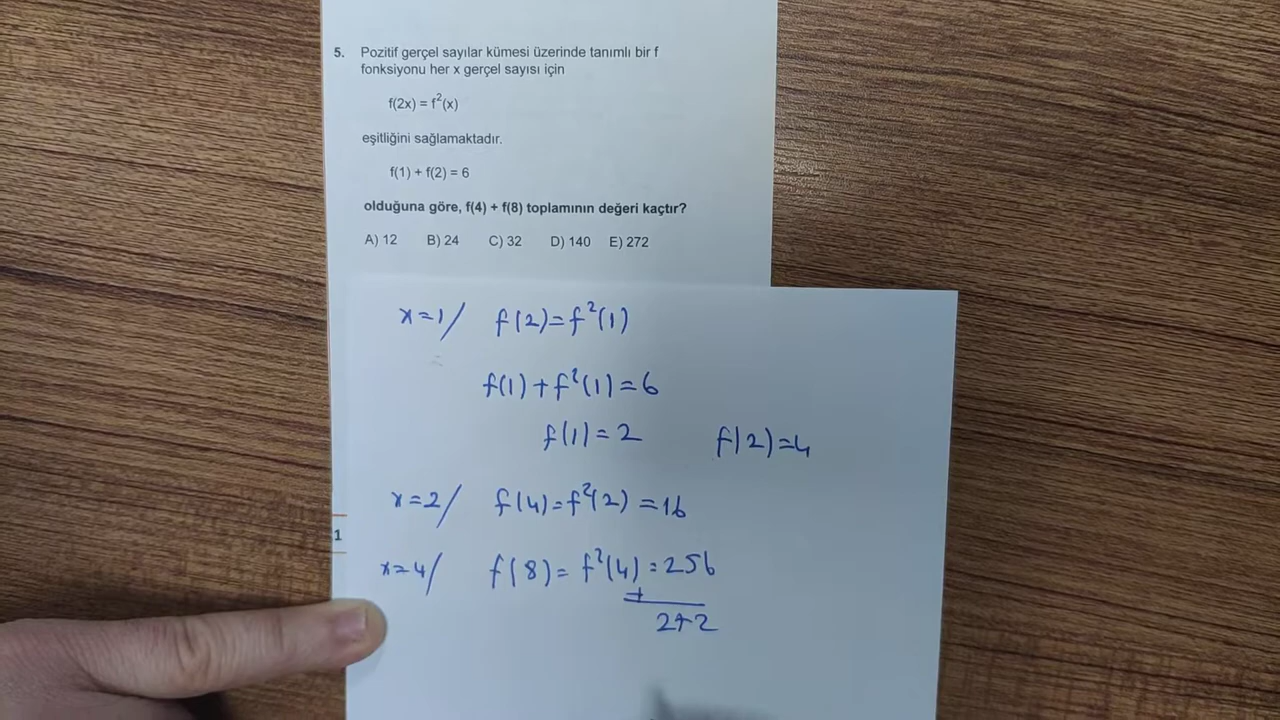 5. Pozitif gerçel sayılar kümesi üzerinde tanımlı bir f
fonksiyonu her x gerçel sayısı için
f(2x) = f²(x)
eşitliğini sağlamaktadır.
f(1) + f(2) = 6
olduğuna göre, f(4) + f(8) toplamının değeri kaçtır?
A) 12 B) 24 C) 32 D) 140 E) 272
x=1/ f(2)=f²(1)
f(1)+f²(1)=6
f(1)=2 f(2)=4
x=2/ f(4)=f²(2)=16
1
x=4/ f(8)=f²(4)=256
+
272